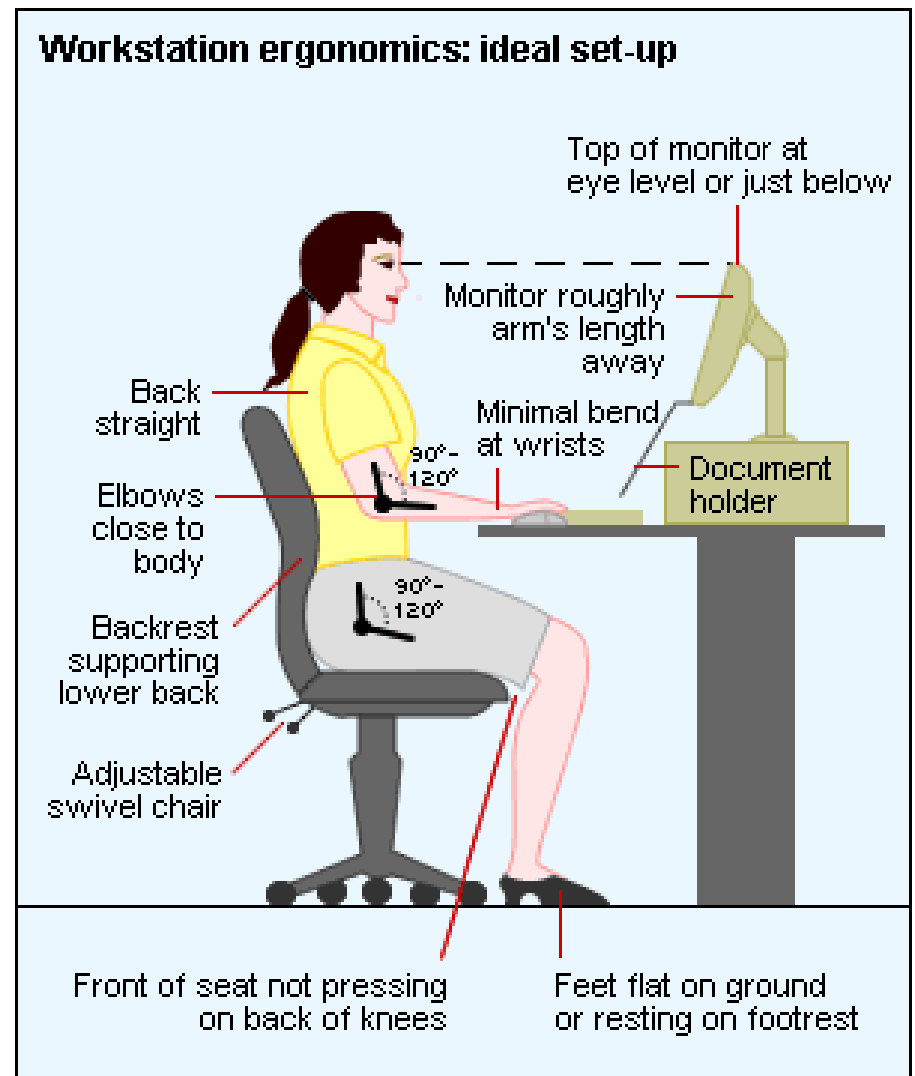 Workstation ergonomics: ideal set-up
Top of monitor at
eye level or just below
Monitor roughly
arm's length
away
Back
straight
Minimal bend
at wrists
90°-
120°
Document
holder
Elbows
close to
body
90°-
120°
Backrest
supporting
lower back
Adjustable
swivel chair
Front of seat not pressing
on back of knees
Feet flat on ground
or resting on footrest